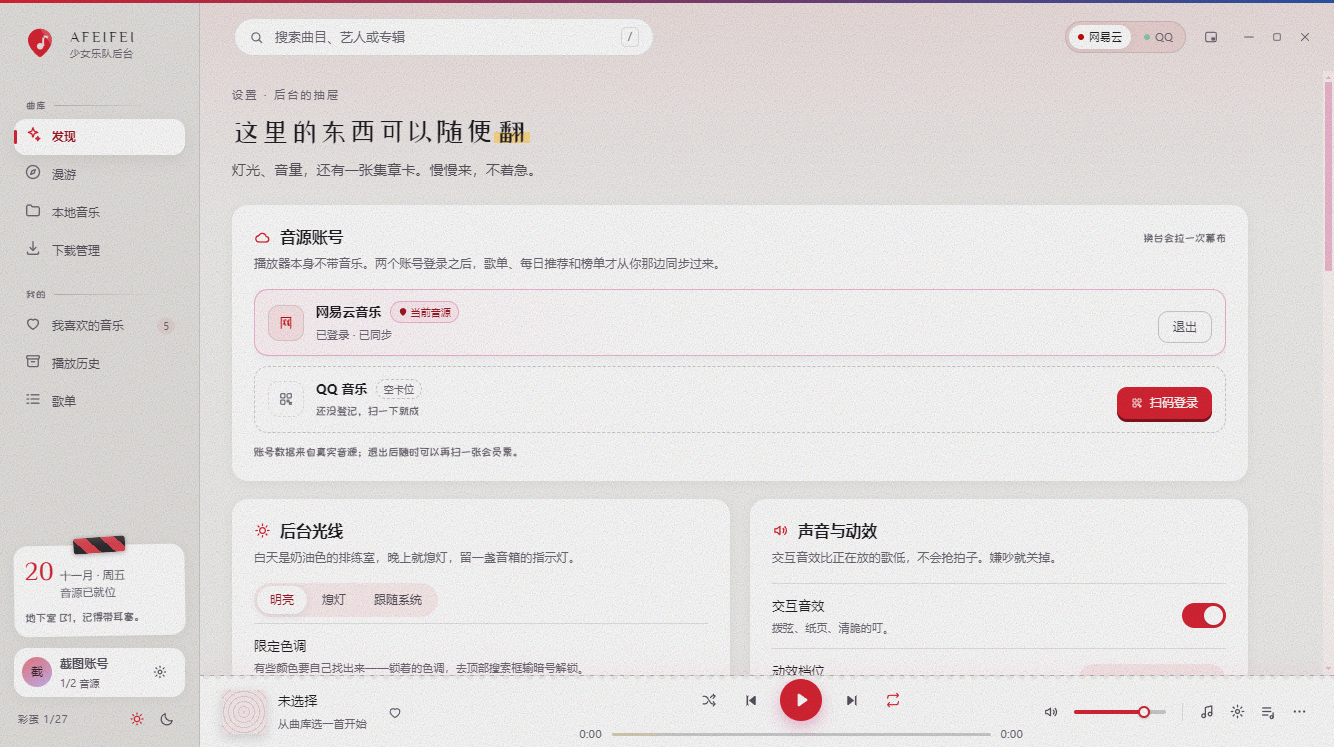 AFEIFEI
少女乐队后台
搜索曲目、艺人或专辑
/
网易云
QQ
曲库
发现
漫游
本地音乐
下载管理
我的
我喜欢的音乐
5
播放历史
歌单
20
十一月 · 周五
音源已就位
记得带耳塞。
截
截图账号
1/2 音源
彩蛋 1/27
设置 · 后台的抽屉
这里的东西可以随便翻
灯光、音量，还有一张集章卡。慢慢来，不着急。
音源账号
换台会拉一次幕布
播放器本身不带音乐。两个账号登录之后，歌单、每日推荐和榜单才从你那边同步过来。
网
网易云音乐
当前音源
已登录 · 已同步
退出
QQ 音乐
空卡位
还没登记，扫一下就成
扫码登录
账号数据来自真实音源；退出后随时可以再扫一张会员票。
后台光线
白天是奶油色的排练室，晚上就熄灯，留一盏音箱的指示灯。
明亮
熄灯
跟随系统
限定色调
有些颜色要自己找出来——锁着的色调，去顶部搜索框输暗号解锁。
声音与动效
交互音效比正在放的歌低，不会抢拍子。嫌吵就关掉。
交互音效
拨弦、纸页、清脆的叮。
动效档位
未选择
从曲库选一首开始
0:00
0:00